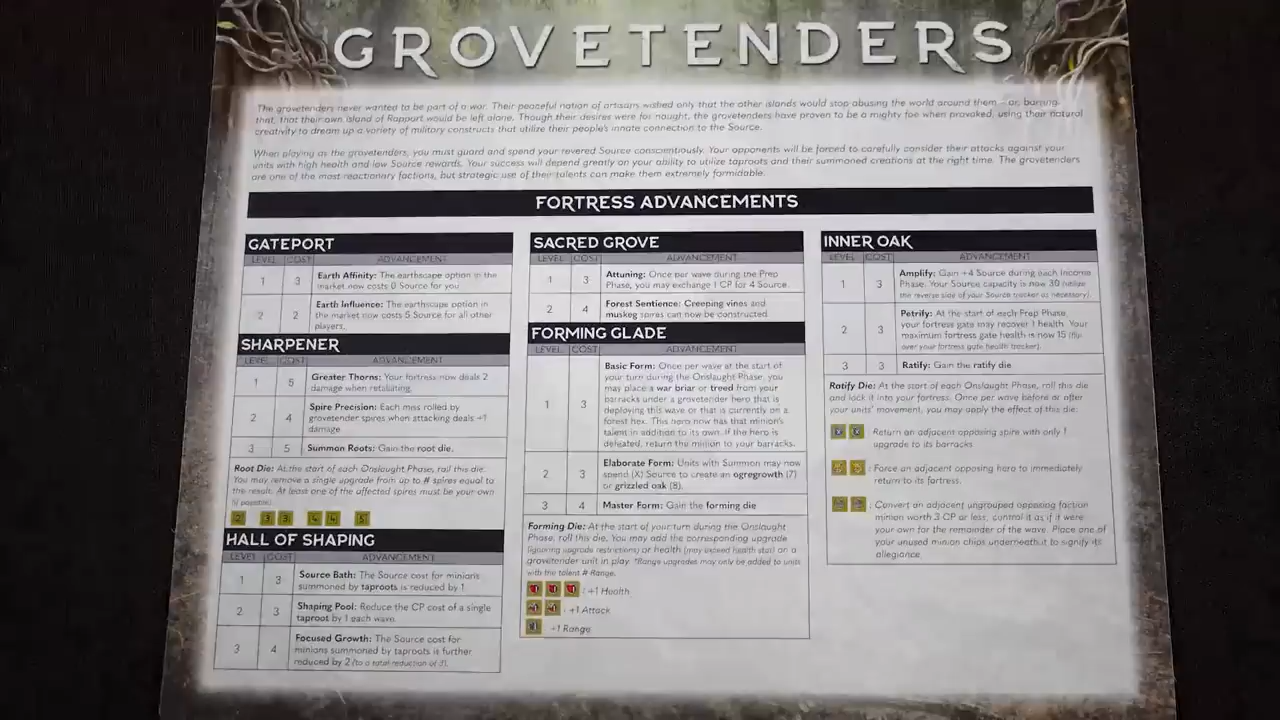 GROVETENDERS
The grovetenders never wanted to be part of a war. Their peaceful nation of artisans wished only that the other islands would stop abusing the world around them – or, barring
that, that their own island of Rapport would be left alone. Though their desires were for naught, the grovetenders have proven to be a mighty foe when provoked, using their natural
creativity to dream up a variety of military constructs that utilize their people's innate connection to the Source.
When playing as the grovetenders, you must guard and spend your revered Source conscientiously. Your opponents will be forced to carefully consider their attacks against your
units with high health and low Source rewards. Your success will depend greatly on your ability to utilize taproots and their summoned creations at the right time. The grovetenders
are one of the most reactionary factions, but strategic use of their talents can make them extremely formidable.
FORTRESS ADVANCEMENTS
GATEPORT
LEVEL COST ADVANCEMENT
1 3 Earth Affinity: The earthscape option in the
market now costs 0 Source for you.
2 2 Earth Influence: The earthscape option in
the market now costs 5 Source for all other
players.
SHARPENER
LEVEL COST ADVANCEMENT
1 5 Greater Thorns: Your fortress now deals 2
damage when retaliating.
2 4 Spire Precision: Each miss rolled by
grovetender spires when attacking deals +1
damage.
3 5 Summon Roots: Gain the root die.
Root Die: At the start of each Onslaught Phase, roll this die.
You may remove a single upgrade from up to # spires equal to
the result. At least one of the affected spires must be your own
(if possible).
2 3 3 4 4 5
HALL OF SHAPING
LEVEL COST ADVANCEMENT
1 3 Source Bath: The Source cost for minions
summoned by taproots is reduced by 1.
2 3 Shaping Pool: Reduce the CP cost of a single
taproot by 1 each wave.
3 4 Focused Growth: The Source cost for
minions summoned by taproots is further
reduced by 2 (to a total reduction of 3).
SACRED GROVE
LEVEL COST ADVANCEMENT
1 3 Attuning: Once per wave during the Prep
Phase, you may exchange 1 CP for 4 Source.
2 4 Forest Sentience: Creeping vines and
muskeg spires can now be constructed.
FORMING GLADE
LEVEL COST ADVANCEMENT
1 3 Basic Form: Once per wave at the start of
your turn during the Onslaught Phase, you
may place a war briar or treed from your
barracks under a grovetender hero that is
deploying this wave or that is currently on a
forest hex. This hero now has that minion's
talent in addition to its own. If the hero is
defeated, return the minion to your barracks.
2 3 Elaborate Form: Units with Summon may now
spend (X) Source to create an ogregrowth (7)
or grizzled oak (8).
3 4 Master Form: Gain the forming die
Forming Die: At the start of your turn during the Onslaught
Phase, roll this die. You may add the corresponding upgrade
(ignoring upgrade restrictions) or health (may exceed health stat) on a
grovetender unit in play. *Range upgrades may only be added to units
with the talent # Range.
: +1 Health
: +1 Attack
: +1 Range
INNER OAK
LEVEL COST ADVANCEMENT
1 3 Amplify: Gain +4 Source during each Income
Phase. Your Source capacity is now 30 (utilize
the reverse side of your Source tracker as necessary).
2 3 Petrify: At the start of each Prep Phase,
your fortress gate may recover 1 health. Your
maximum fortress gate health is now 15 (flip
over your fortress gate health tracker).
3 3 Ratify: Gain the ratify die
Ratify Die: At the start of each Onslaught Phase, roll this die
and lock it into your fortress. Once per wave before or after
your units' movement, you may apply the effect of this die:
: Return an adjacent opposing spire with only 1
upgrade to its barracks.
: Force an adjacent opposing hero to immediately
return to its fortress.
: Convert an adjacent ungrouped opposing faction
minion worth 3 CP or less; control it as if it were
your own for the remainder of the wave. Place one of
your unused minion chips underneath it to signify its
allegiance.